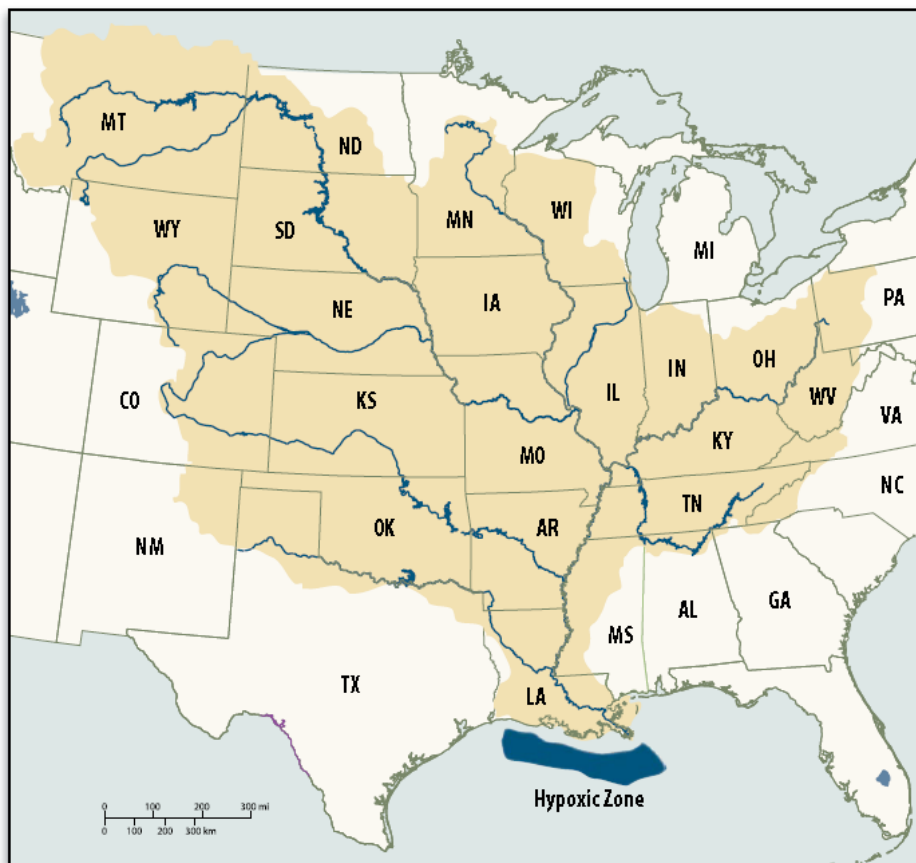 MT
ND
MN
WI
WY
SD
MI
NE
IA
PA
OH
IL
IN
WV
CO
KS
VA
MO
KY
NC
TN
OK
AR
NM
GA
AL
MS
TX
LA
Hypoxic Zone
0 100 200 300 mi
0 100 200 300 km